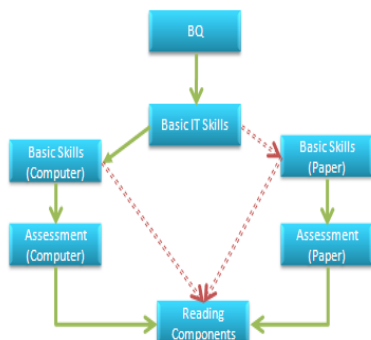 BQ
Basic IT Skills
Basic Skills
(Computer)
Basic Skills
(Paper)
Assessment
(Computer)
Assessment
(Paper)
Reading
Components